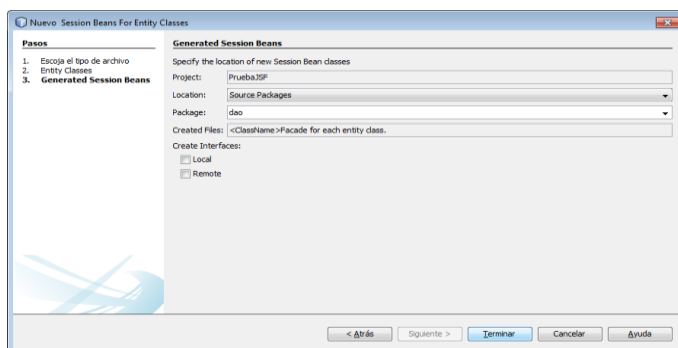 Nuevo Session Beans For Entity Classes
Pasos
1. Escoja el tipo de archivo
2. Entity Classes
3. Generated Session Beans
Generated Session Beans
Specify the location of new Session Bean classes
Project: PruebaJSF
Location: Source Packages
Package: dao
Created Files: <ClassName>Facade for each entity class.
Create Interfaces:
Local
Remote
< Atrás Siguiente > Terminar Cancelar Ayuda